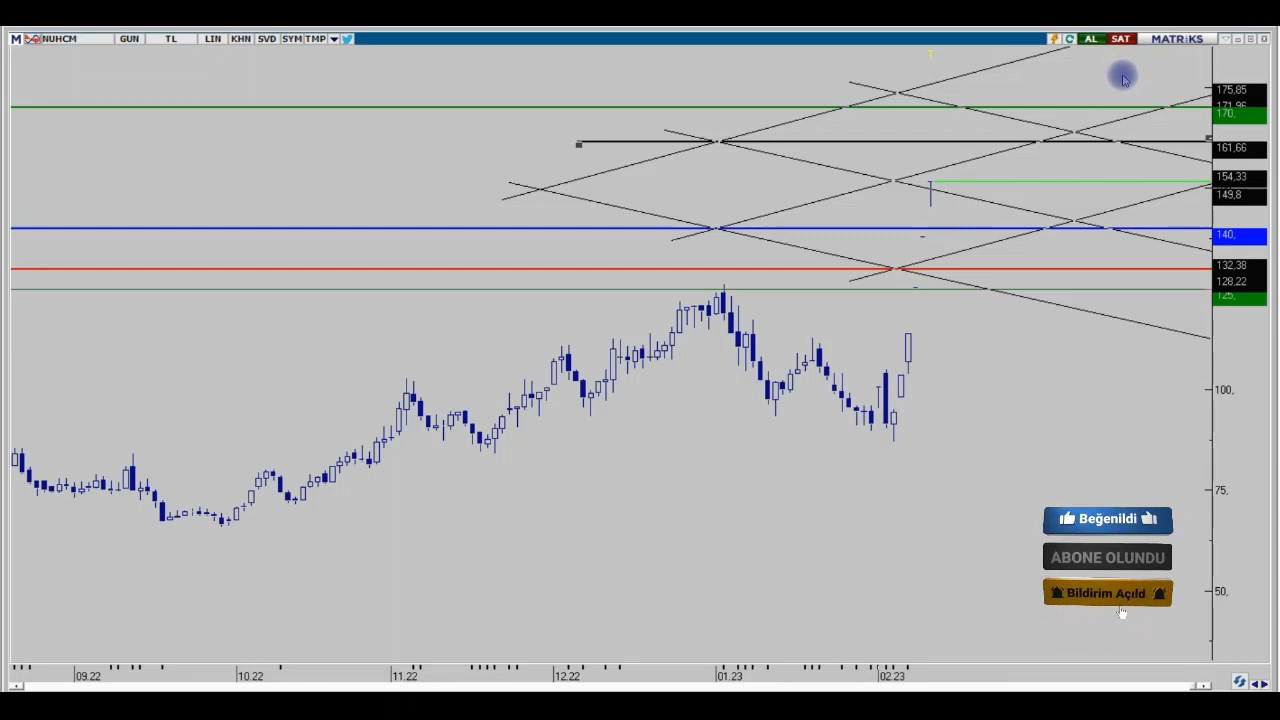 M NUHCM GUN TL LIN KHN SVD SYM TMP AL SAT MATRiKS
175,85
171,96
170,
161,66
154,33
149,8
140,
132,38
128,22
125,
100,
75,
50,
Beğenildi
ABONE OLUNDU
Bildirim Açıld
09.22 10.22 11.22 12.22 01.23 02.23